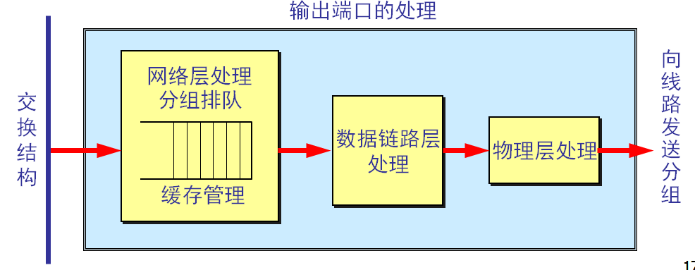 输出端口的处理
交换结构
网络层处理
分组排队
缓存管理
数据链路层
处理
物理层处理
向线路发送分组
17